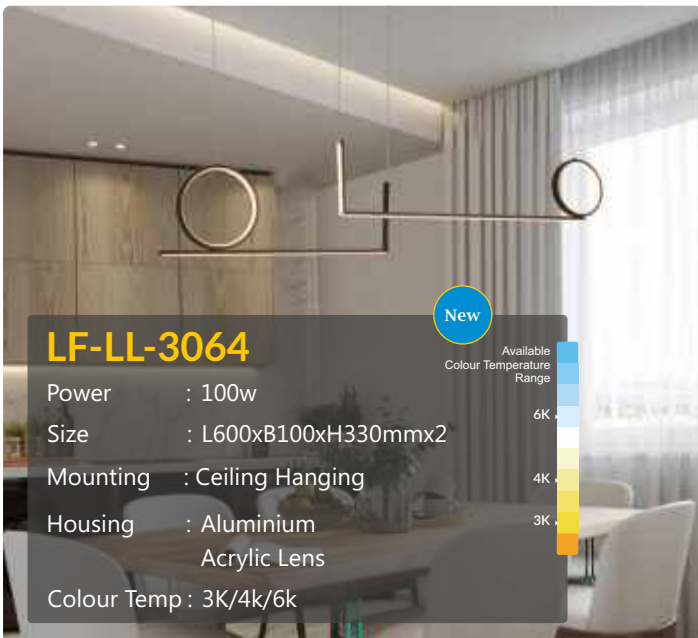 New
LF-LL-3064
Available
Colour Temperature
Range
Power : 100w
6K
Size : L600xB100xH330mmx2
Mounting : Ceiling Hanging
4K
Housing : Aluminium
3K
Acrylic Lens
Colour Temp : 3K/4k/6k